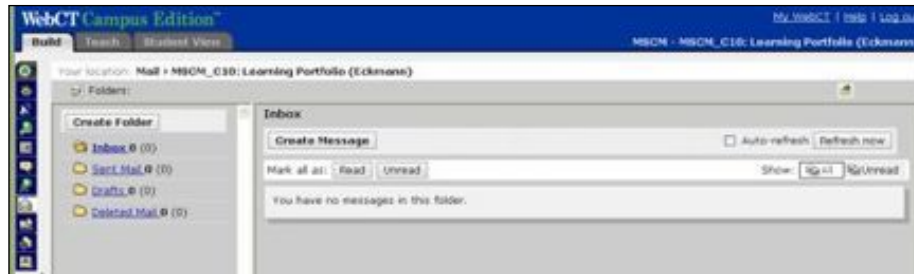 WebCT Campus Edition™
My WebCT | Help | Log out
Build Teach Student View
MSCM - MSCM_C10: Learning Portfolio (Eckmann)
Your location: Mail › MSCM_C10: Learning Portfolio (Eckmann)
Folders:
Create Folder
Inbox 0 (0)
Sent Mail 0 (0)
Drafts 0 (0)
Deleted Mail 0 (0)
Inbox
Create Message
Auto-refresh Refresh now
Mark all as: Read Unread
Show: All Unread
You have no messages in this folder.